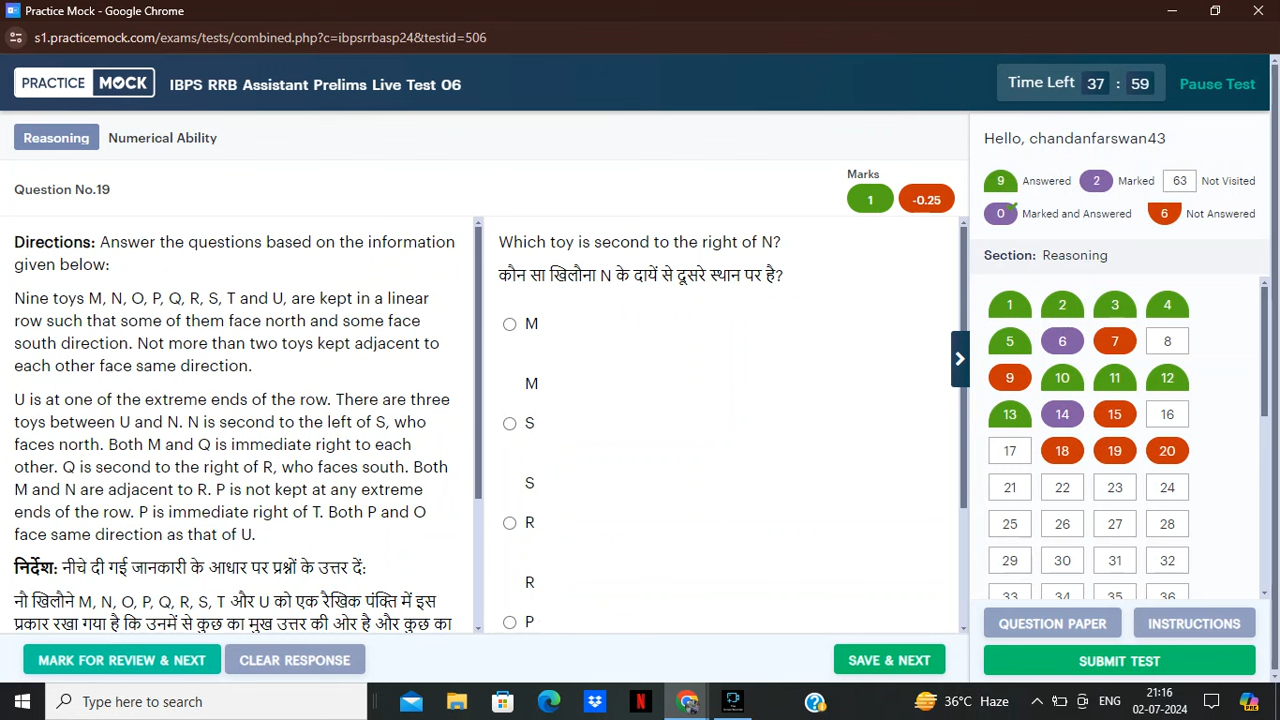 Practice Mock - Google Chrome
s1.practicemock.com/exams/tests/combined.php?c=ibpsrrbasp24&testid=506
PRACTICE MOCK
IBPS RRB Assistant Prelims Live Test 06
Time Left 37 : 59
Pause Test
Reasoning
Numerical Ability
Question No.19
Marks
1
-0.25
Directions: Answer the questions based on the information
given below:
Nine toys M, N, O, P, Q, R, S, T and U, are kept in a linear
row such that some of them face north and some face
south direction. Not more than two toys kept adjacent to
each other face same direction.
U is at one of the extreme ends of the row. There are three
toys between U and N. N is second to the left of S, who
faces north. Both M and Q is immediate right to each
other. Q is second to the right of R, who faces south. Both
M and N are adjacent to R. P is not kept at any extreme
ends of the row. P is immediate right of T. Both P and O
face same direction as that of U.
निर्देश: नीचे दी गई जानकारी के आधार पर प्रश्नों के उत्तर दें:
नौ खिलौने M, N, O, P, Q, R, S, T और U को एक रैखिक पंक्ति में इस
प्रकार रखा गया है कि उनमें से कुछ का मुख उत्तर की ओर है और कुछ का
Which toy is second to the right of N?
कौन सा खिलौना N के दायें से दूसरे स्थान पर है?
M
M
S
S
R
R
P
MARK FOR REVIEW & NEXT
CLEAR RESPONSE
SAVE & NEXT
Hello, chandanfarswan43
9 Answered
2 Marked
63 Not Visited
0 Marked and Answered
6 Not Answered
Section: Reasoning
1 2 3 4
5 6 7 8
9 10 11 12
13 14 15 16
17 18 19 20
21 22 23 24
25 26 27 28
29 30 31 32
33 34 35 36
QUESTION PAPER
INSTRUCTIONS
SUBMIT TEST
Type here to search
36°C Haze
ENG
21:16
02-07-2024